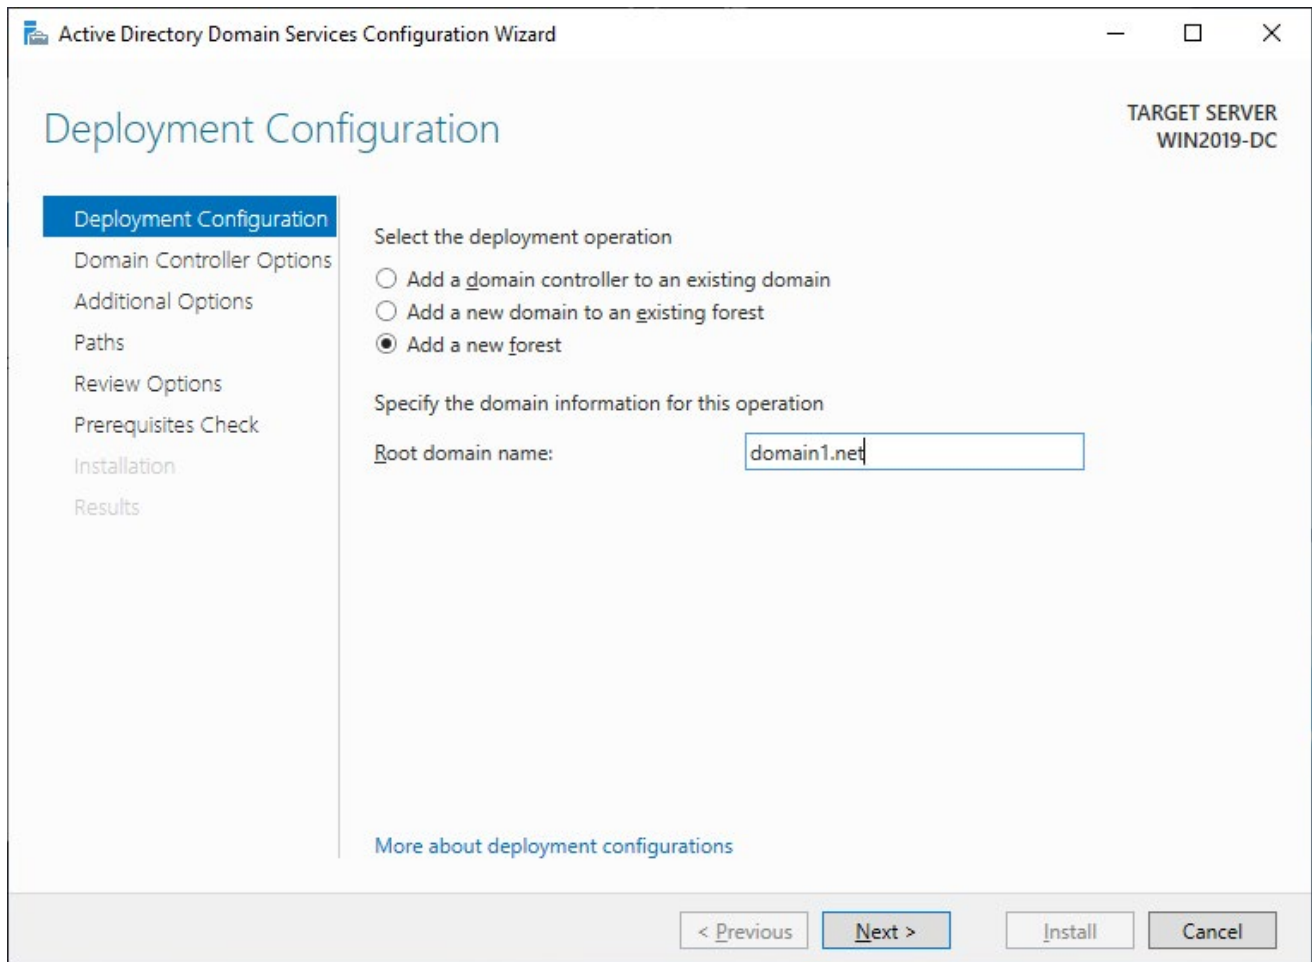 Active Directory Domain Services Configuration Wizard
Deployment Configuration
TARGET SERVER
WIN2019-DC
Deployment Configuration
Domain Controller Options
Additional Options
Paths
Review Options
Prerequisites Check
Installation
Results
Select the deployment operation
Add a domain controller to an existing domain
Add a new domain to an existing forest
Add a new forest
Specify the domain information for this operation
Root domain name: domain1.net
More about deployment configurations
< Previous Next > Install Cancel